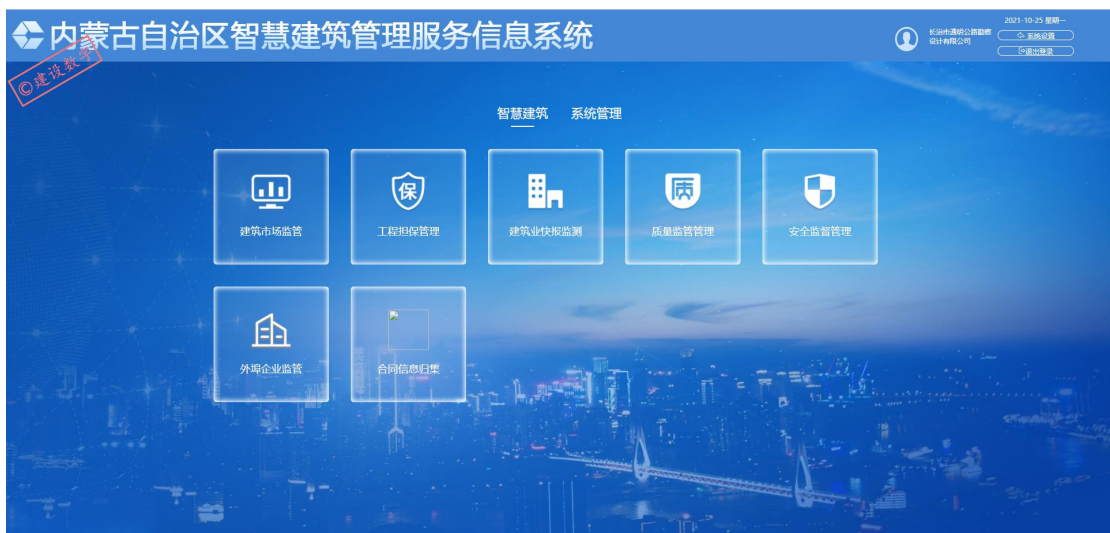 内蒙古自治区智慧建筑管理服务信息系统
2021-10-25 星期一
长治市通明公路勘察
设计有限公司
系统设置
退出登录
©建设数字
智慧建筑 系统管理
保
质
建筑市场监管 工程担保管理 建筑业快报监测 质量监管管理 安全监督管理
外埠企业监管 合同信息归集